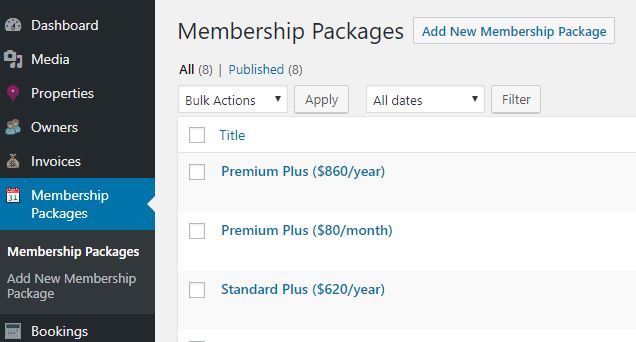 Dashboard
Media
Properties
Owners
Invoices
Membership
Packages
31
Membership Packages
Add New Membership
Package
Bookings
Membership Packages Add New Membership Package
All (8) | Published (8)
Bulk Actions Apply All dates Filter
Title
Premium Plus ($860/year)
Premium Plus ($80/month)
Standard Plus ($620/year)